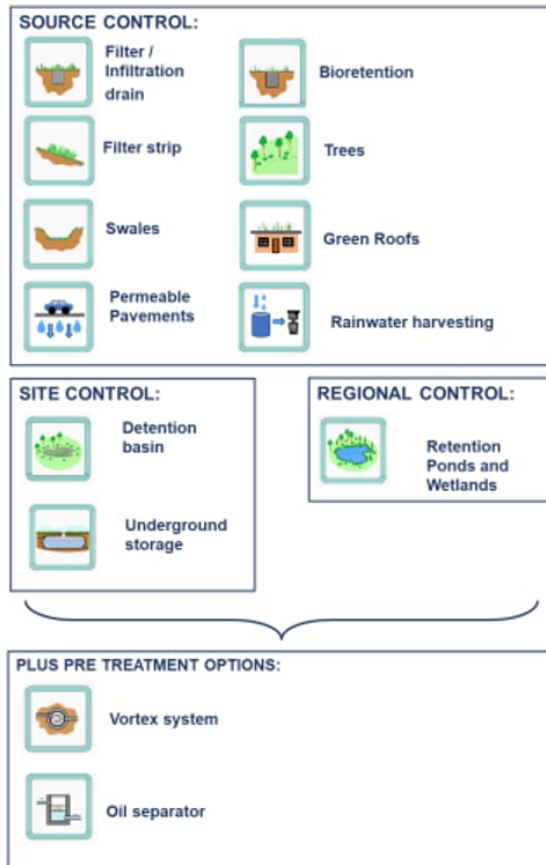 SOURCE CONTROL:
Filter /
Infiltration
drain
Bioretention
Filter strip
Trees
Swales
Green Roofs
Permeable
Pavements
Rainwater harvesting
SITE CONTROL:
Detention
basin
Underground
storage
REGIONAL CONTROL:
Retention
Ponds and
Wetlands
PLUS PRE TREATMENT OPTIONS:
Vortex system
Oil separator